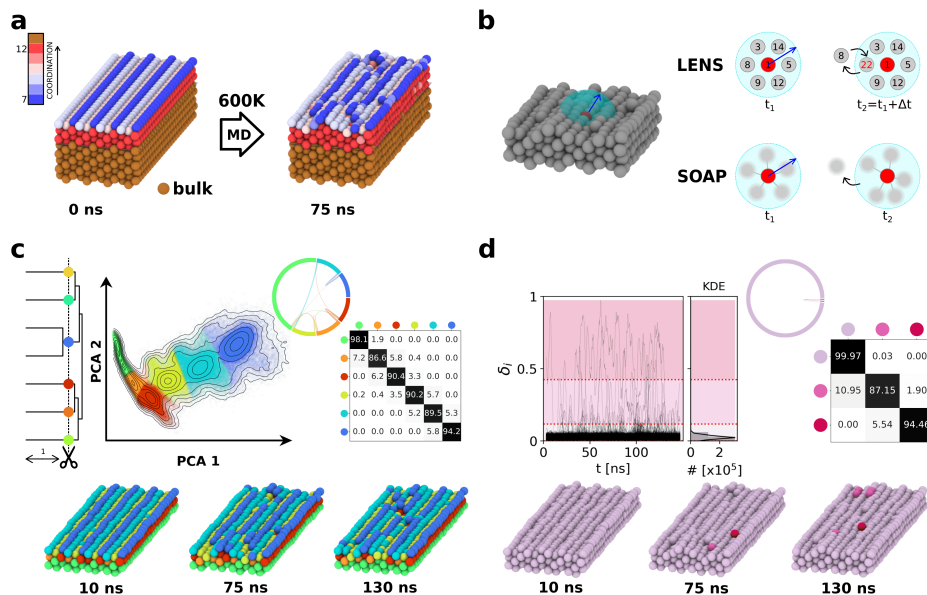 a
12
7
COORDINATION
600K
MD
bulk
0 ns
75 ns
b
LENS
3 14
8 1 5
9 12
t1
8
3 14
22 1 5
9 12
t2=t1+Δt
SOAP
t1
t2
c
1
PCA 2
PCA 1
98.1 1.9 0.0 0.0 0.0 0.0
7.2 86.6 5.8 0.4 0.0 0.0
0.0 6.2 90.4 3.3 0.0 0.0
0.2 0.4 3.5 90.2 5.7 0.0
0.0 0.0 0.0 5.2 89.5 5.3
0.0 0.0 0.0 0.0 5.8 94.2
10 ns
75 ns
130 ns
d
KDE
δi
1
0.5
0
0 50 100
t [ns]
0 2
# [x10⁵]
99.97 0.03 0.00
10.95 87.15 1.90
0.00 5.54 94.46
10 ns
75 ns
130 ns